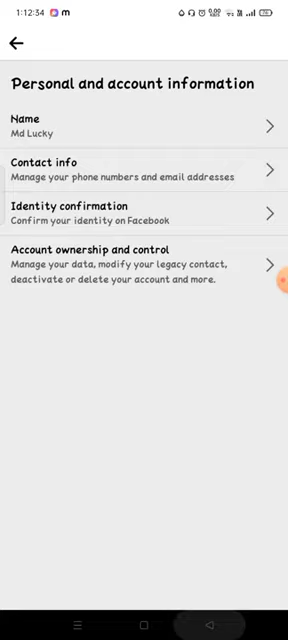 1:12:34 m
Personal and account information
Name
Md Lucky
Contact info
Manage your phone numbers and email addresses
Identity confirmation
Confirm your identity on Facebook
Account ownership and control
Manage your data, modify your legacy contact,
deactivate or delete your account and more.